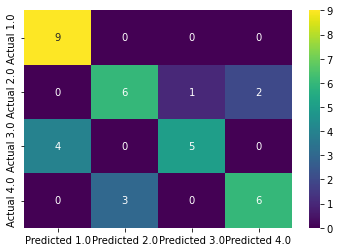 Actual 1.0 9 0 0 0
Actual 2.0 0 6 1 2
Actual 3.0 4 0 5 0
Actual 4.0 0 3 0 6
Predicted 1.0 Predicted 2.0 Predicted 3.0 Predicted 4.0
9
8
7
6
5
4
3
2
1
0